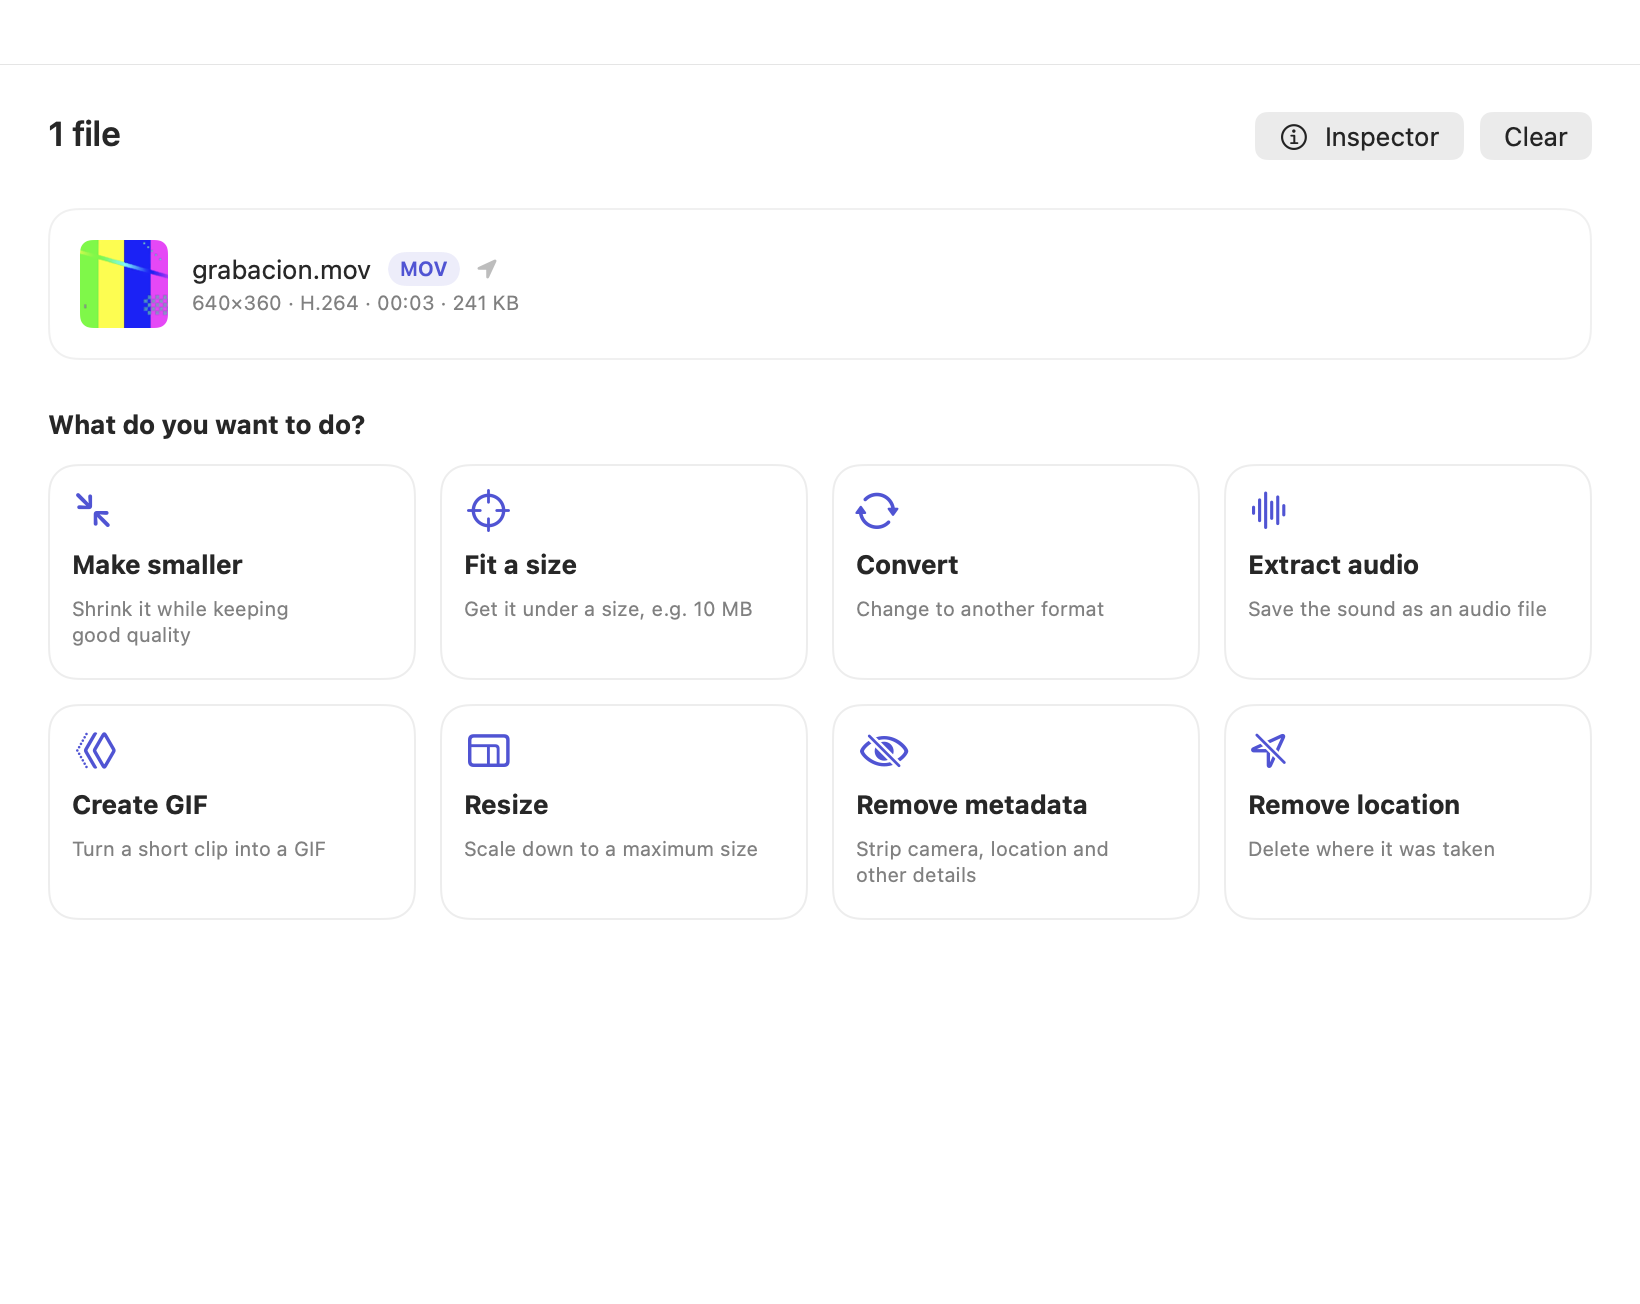 1 file
Inspector
Clear
grabacion.mov MOV
640×360 · H.264 · 00:03 · 241 KB
What do you want to do?
Make smaller
Shrink it while keeping
good quality
Fit a size
Get it under a size, e.g. 10 MB
Convert
Change to another format
Extract audio
Save the sound as an audio file
Create GIF
Turn a short clip into a GIF
Resize
Scale down to a maximum size
Remove metadata
Strip camera, location and
other details
Remove location
Delete where it was taken